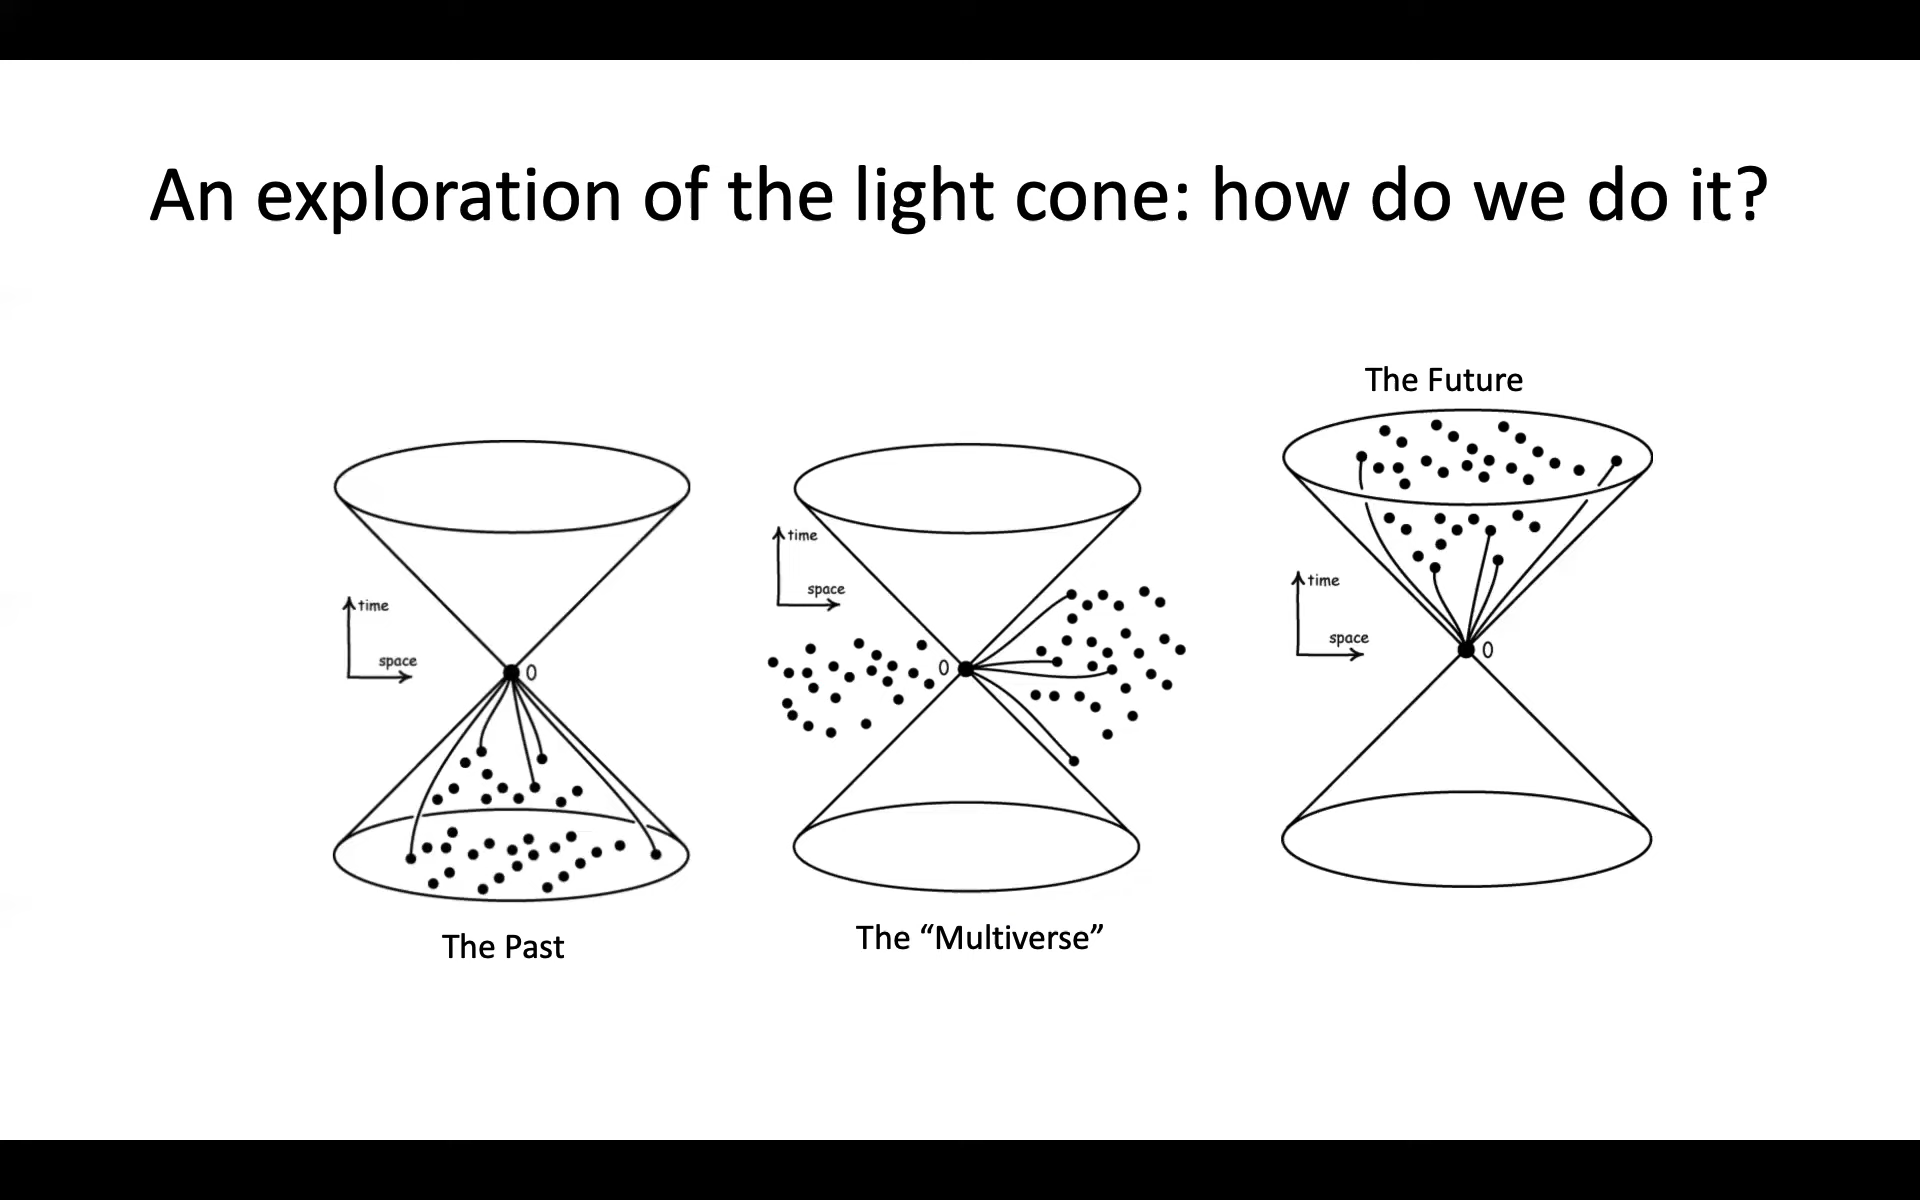 An exploration of the light cone: how do we do it?
time
space
0
The Past
time
space
0
The “Multiverse”
The Future
time
space
0